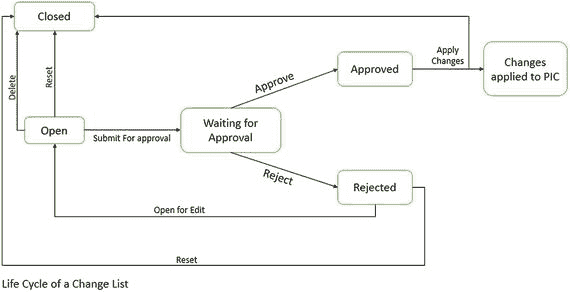 Closed
Apply
Changes
Approved
Changes
applied to PIC
Delete
Reset
Approve
Open
Submit For approval
Waiting for
Approval
Reject
Rejected
Open for Edit
Reset
Life Cycle of a Change List